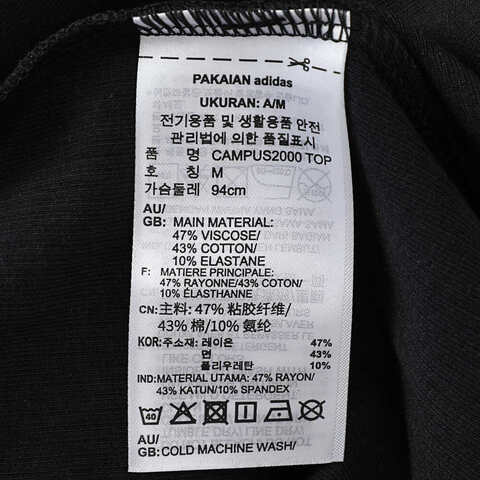 PAKAIAN adidas
UKURAN: A/M
전기용품 및 생활용품 안전
관리법에 의한 품질표시
품 명 CAMPUS2000 TOP
호 칭 M
가슴둘레 94cm
AU/
GB: MAIN MATERIAL:
47% VISCOSE/
43% COTTON/
10% ELASTANE
F: MATIERE PRINCIPALE:
47% RAYONNE/43% COTON/
10% ÉLASTHANNE
CN:主料: 47% 粘胶纤维/
43% 棉/10% 氨纶
KOR:주소재: 레이온 47%
면 43%
폴리우레탄 10%
IND:MATERIAL UTAMA: 47% RAYON/
43% KATUN/10% SPANDEX
40
AU/
GB: COLD MACHINE WASH/